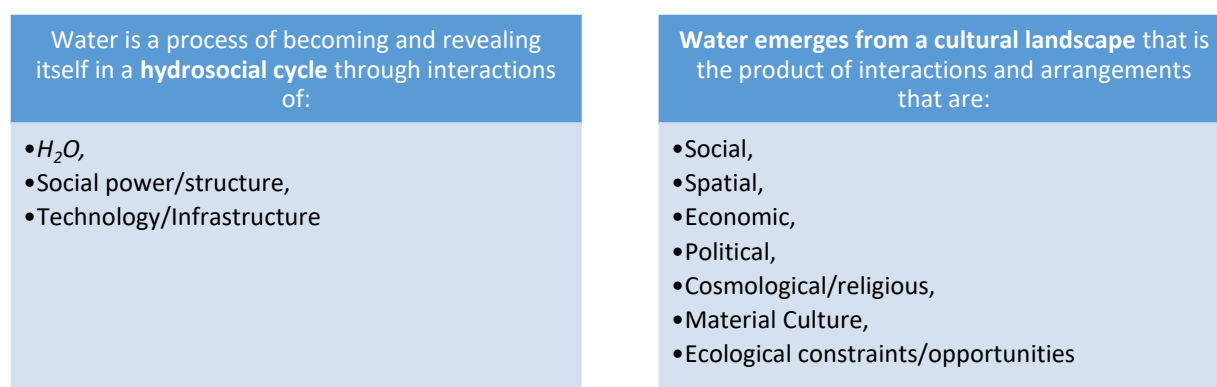 Water is a process of becoming and revealing
itself in a hydrosocial cycle through interactions
of:
•H₂O,
•Social power/structure,
•Technology/Infrastructure
Water emerges from a cultural landscape that is
the product of interactions and arrangements
that are:
•Social,
•Spatial,
•Economic,
•Political,
•Cosmological/religious,
•Material Culture,
•Ecological constraints/opportunities